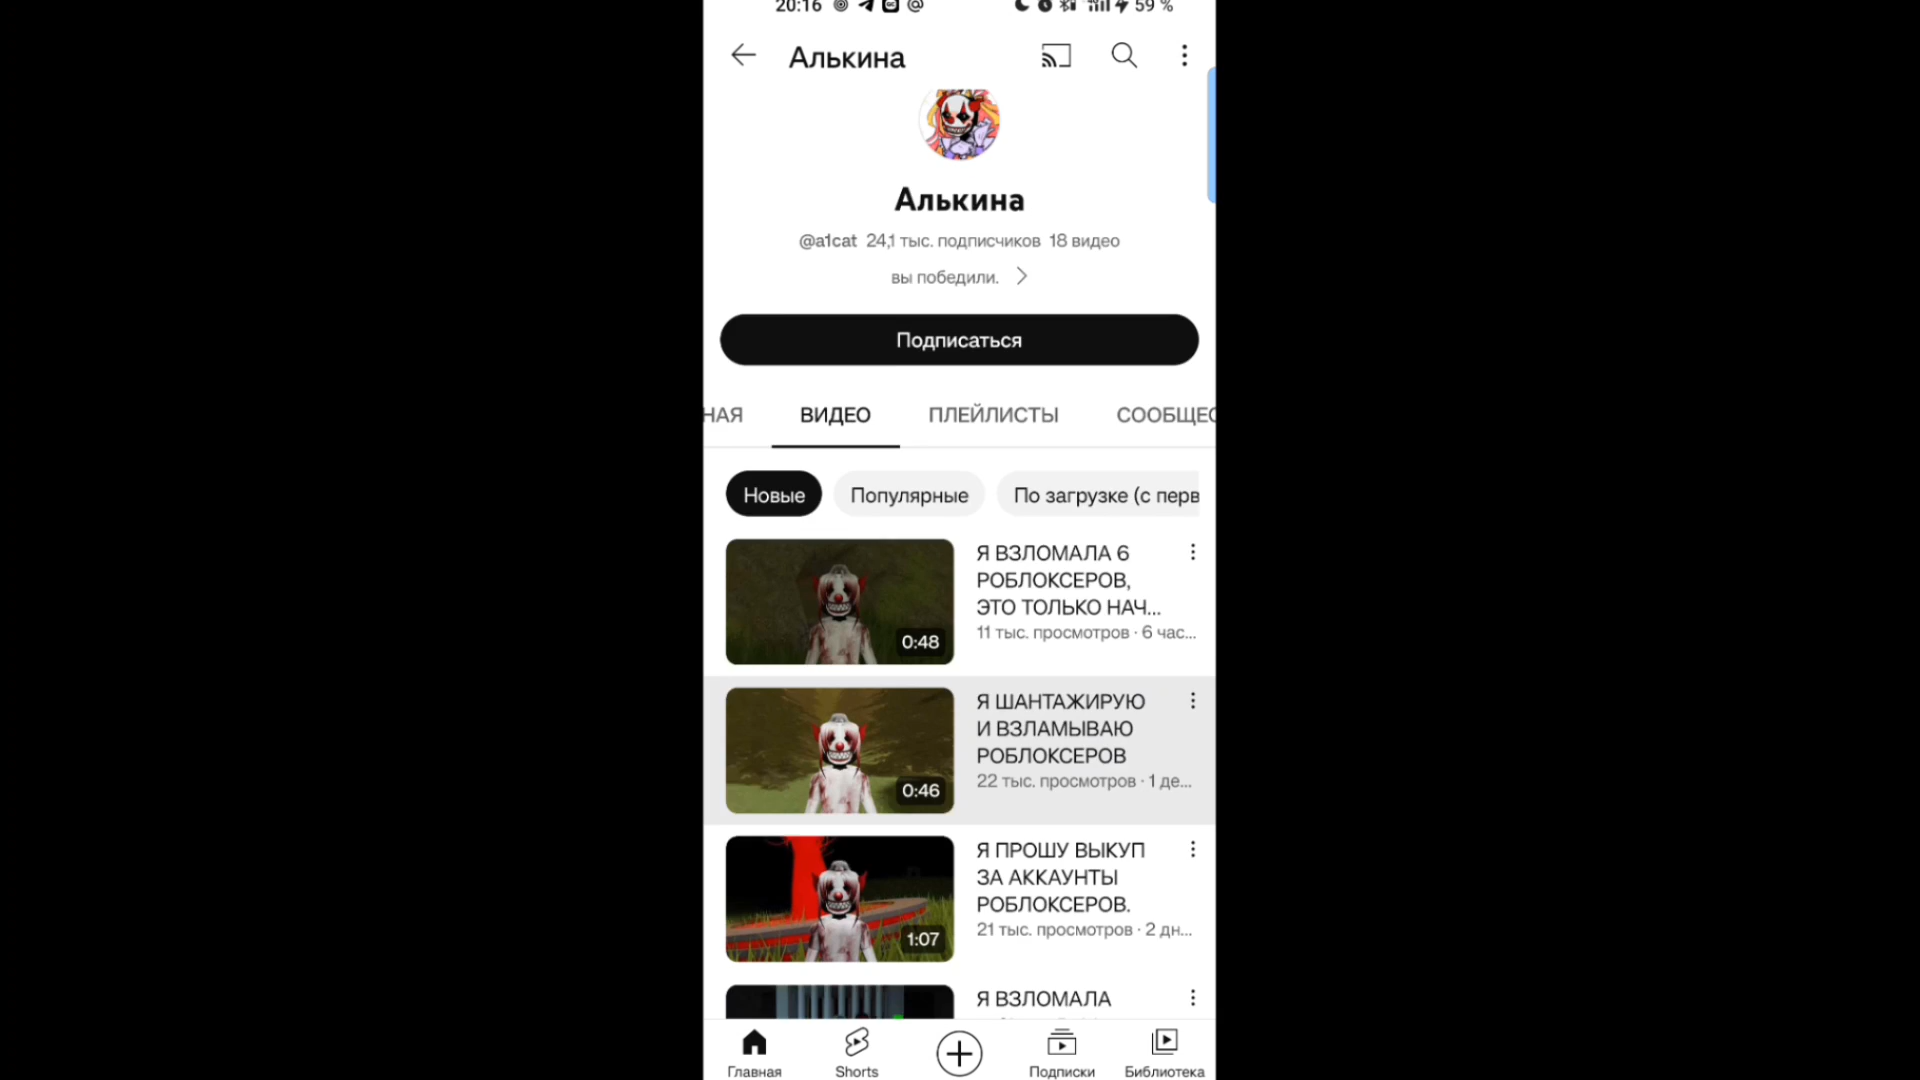 20:16
59 %
Алькина
Алькина
@a1cat 24,1 тыс. подписчиков 18 видео
вы победили.
Подписаться
НАЯ ВИДЕО ПЛЕЙЛИСТЫ СООБЩЕС
Новые Популярные По загрузке (с перв
Я ВЗЛОМАЛА 6
РОБЛОКСЕРОВ,
ЭТО ТОЛЬКО НАЧ...
11 тыс. просмотров · 6 час...
0:48
Я ШАНТАЖИРУЮ
И ВЗЛАМЫВАЮ
РОБЛОКСЕРОВ
22 тыс. просмотров · 1 де...
0:46
Я ПРОШУ ВЫКУП
ЗА АККАУНТЫ
РОБЛОКСЕРОВ.
21 тыс. просмотров · 2 дн...
1:07
Я ВЗЛОМАЛА
Главная Shorts Подписки Библиотека